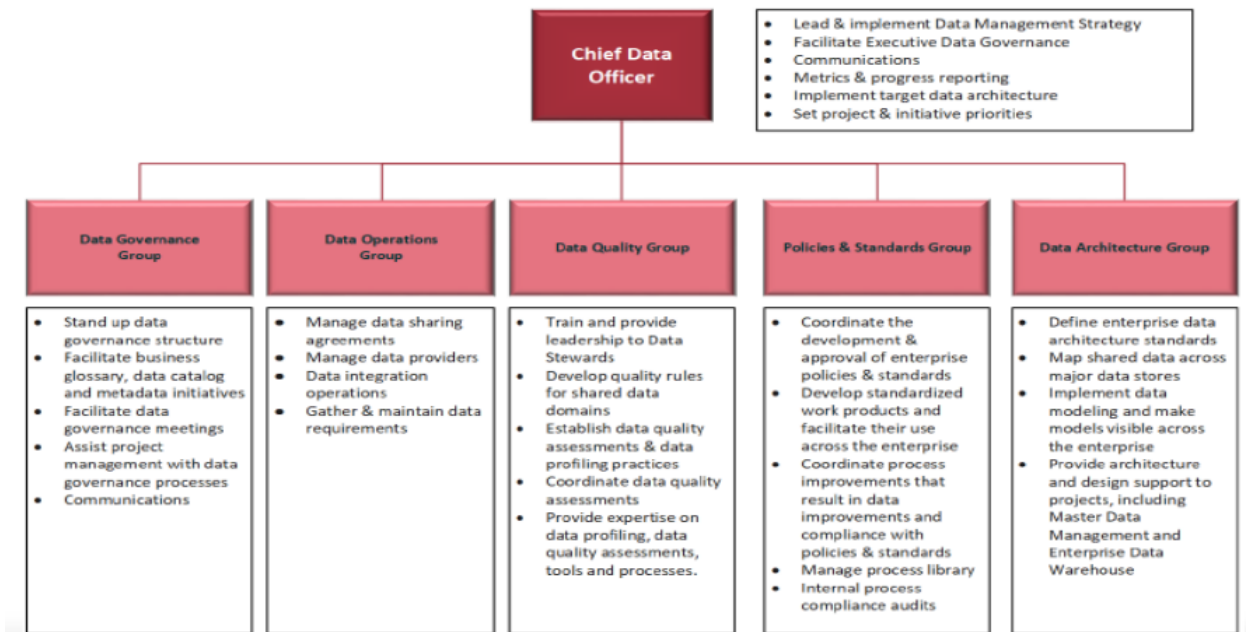 Chief Data
Officer
• Lead & implement Data Management Strategy
• Facilitate Executive Data Governance
• Communications
• Metrics & progress reporting
• Implement target data architecture
• Set project & initiative priorities
Data Governance
Group
• Stand up data
governance structure
• Facilitate business
glossary, data catalog
and metadata initiatives
• Facilitate data
governance meetings
• Assist project
management with data
governance processes
• Communications
Data Operations
Group
• Manage data sharing
agreements
• Manage data providers
• Data integration
operations
• Gather & maintain data
requirements
Data Quality Group
• Train and provide
leadership to Data
Stewards
• Develop quality rules
for shared data
domains
• Establish data quality
assessments & data
profiling practices
• Coordinate data quality
assessments
• Provide expertise on
data profiling, data
quality assessments,
tools and processes.
Policies & Standards Group
• Coordinate the
development &
approval of enterprise
policies & standards
• Develop standardized
work products and
facilitate their use
across the enterprise
• Coordinate process
improvements that
result in data
improvements and
compliance with
policies & standards
• Manage process library
• Internal process
compliance audits
Data Architecture Group
• Define enterprise data
architecture standards
• Map shared data across
major data stores
• Implement data
modeling and make
models visible across
the enterprise
• Provide architecture
and design support to
projects, including
Master Data
Management and
Enterprise Data
Warehouse